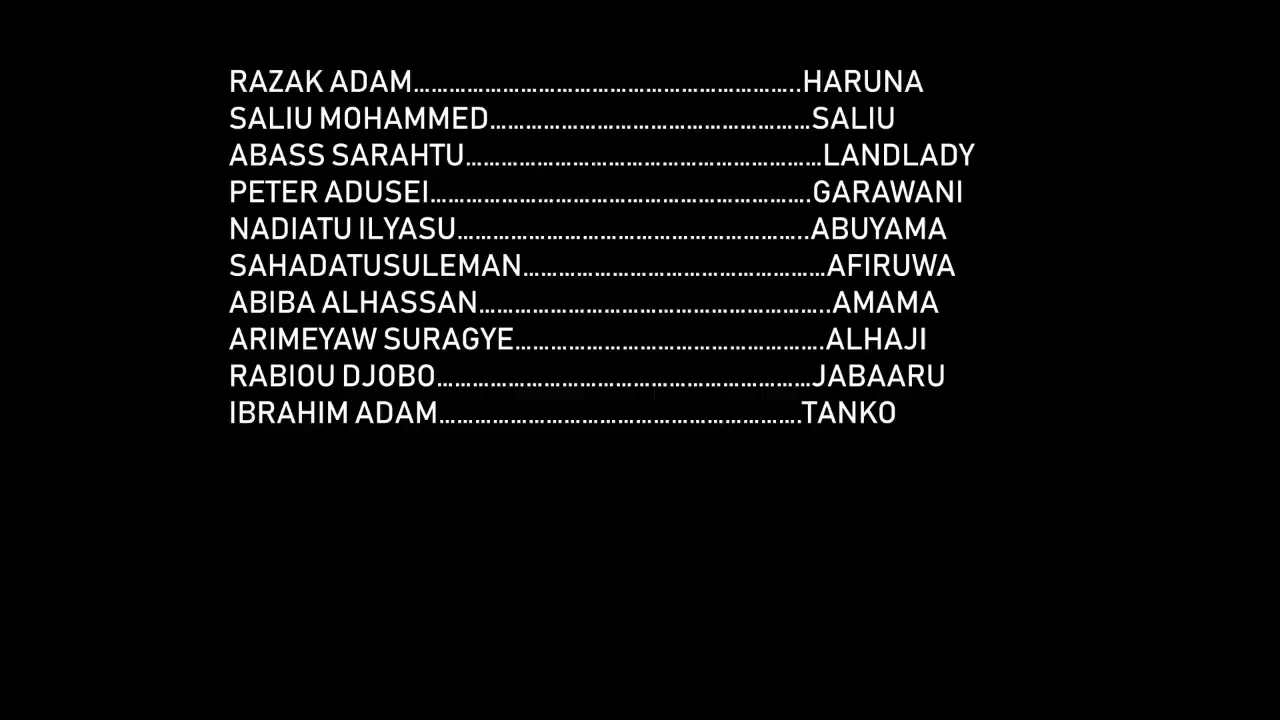 RAZAK ADAM……………………………………………………..HARUNA
SALIU MOHAMMED………………………………………………SALIU
ABASS SARAHTU……………………………………………………LANDLADY
PETER ADUSEI……………………………………………………….GARAWANI
NADIATU ILYASU…………………………………………………..ABUYAMA
SAHADATUSULEMAN……………………………………………AFIRUWA
ABIBA ALHASSAN…………………………………………………..AMAMA
ARIMEYAW SURAGYE…………………………………………….ALHAJI
RABIOU DJOBO………………………………………………………JABAARU
IBRAHIM ADAM…………………………………………………….TANKO